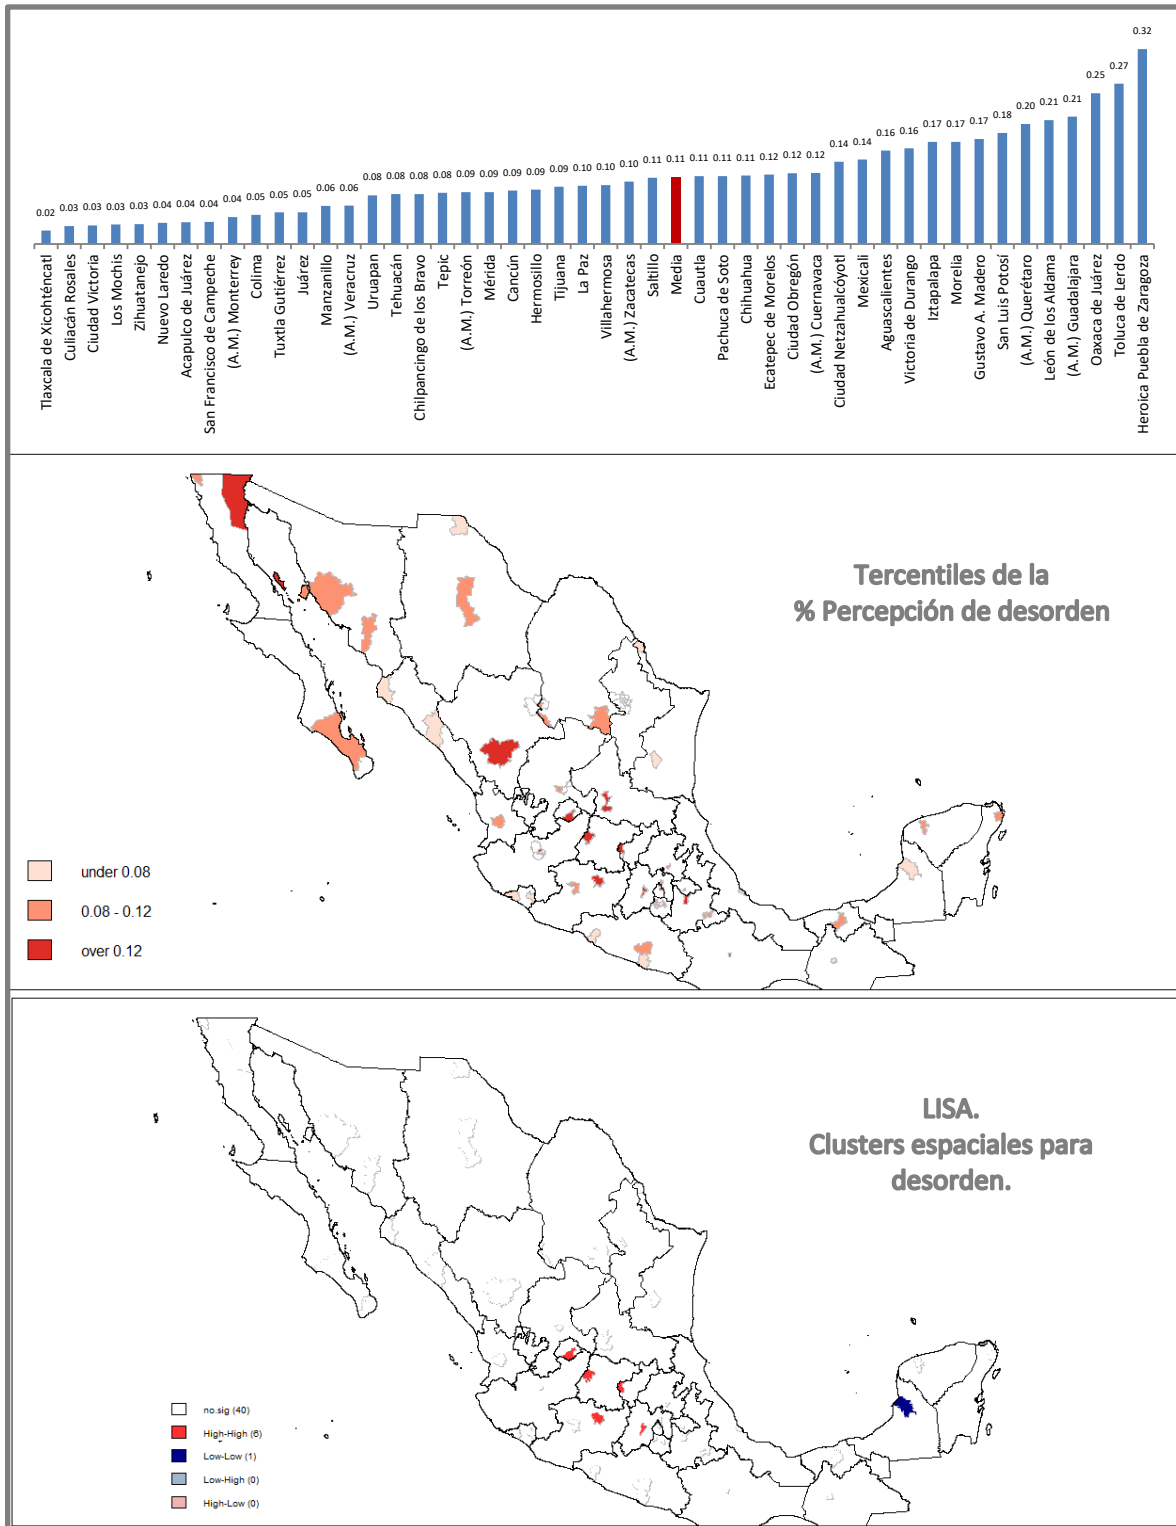 0.02 0.03 0.03 0.03 0.03 0.04 0.04 0.04 0.04 0.05 0.05 0.05 0.06 0.06 0.08 0.08 0.08 0.08 0.09 0.09 0.09 0.09 0.09 0.10 0.10 0.10 0.11 0.11 0.11 0.11 0.11 0.12 0.12 0.12 0.14 0.14 0.16 0.16 0.17 0.17 0.17 0.18 0.20 0.21 0.21 0.25 0.27 0.32
Tlaxcala de Xicohténcatl
Culiacán Rosales
Ciudad Victoria
Los Mochis
Zihuatanejo
Nuevo Laredo
Acapulco de Juárez
San Francisco de Campeche
(A.M.) Monterrey
Colima
Tuxtla Gutiérrez
Juárez
Manzanillo
(A.M.) Veracruz
Uruapan
Tehuacán
Chilpancingo de los Bravo
Tepic
(A.M.) Torreón
Mérida
Cancún
Hermosillo
Tijuana
La Paz
Villahermosa
(A.M.) Zacatecas
Saltillo
Media
Cuautla
Pachuca de Soto
Chihuahua
Ecatepec de Morelos
Ciudad Obregón
(A.M.) Cuernavaca
Ciudad Netzahualcóyotl
Mexicali
Aguascalientes
Victoria de Durango
Iztapalapa
Morelia
Gustavo A. Madero
San Luis Potosí
(A.M.) Querétaro
León de los Aldama
(A.M.) Guadalajara
Oaxaca de Juárez
Toluca de Lerdo
Heroica Puebla de Zaragoza
Tercentiles de la
% Percepción de desorden
under 0.08
0.08 - 0.12
over 0.12
LISA.
Clusters espaciales para
desorden.
no.sig (40)
High-High (6)
Low-Low (1)
Low-High (0)
High-Low (0)